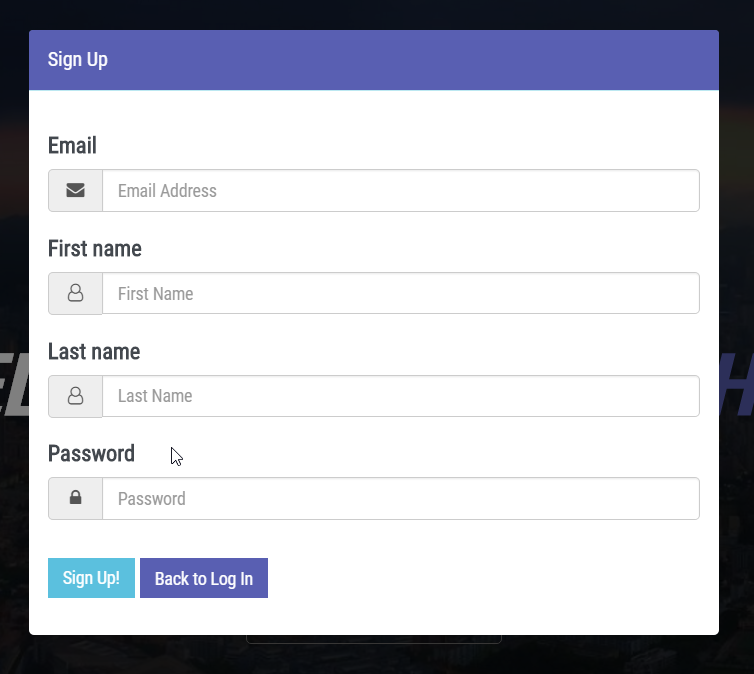 Sign Up
Email
Email Address
First name
First Name
Last name
Last Name
Password
Password
Sign Up!
Back to Log In